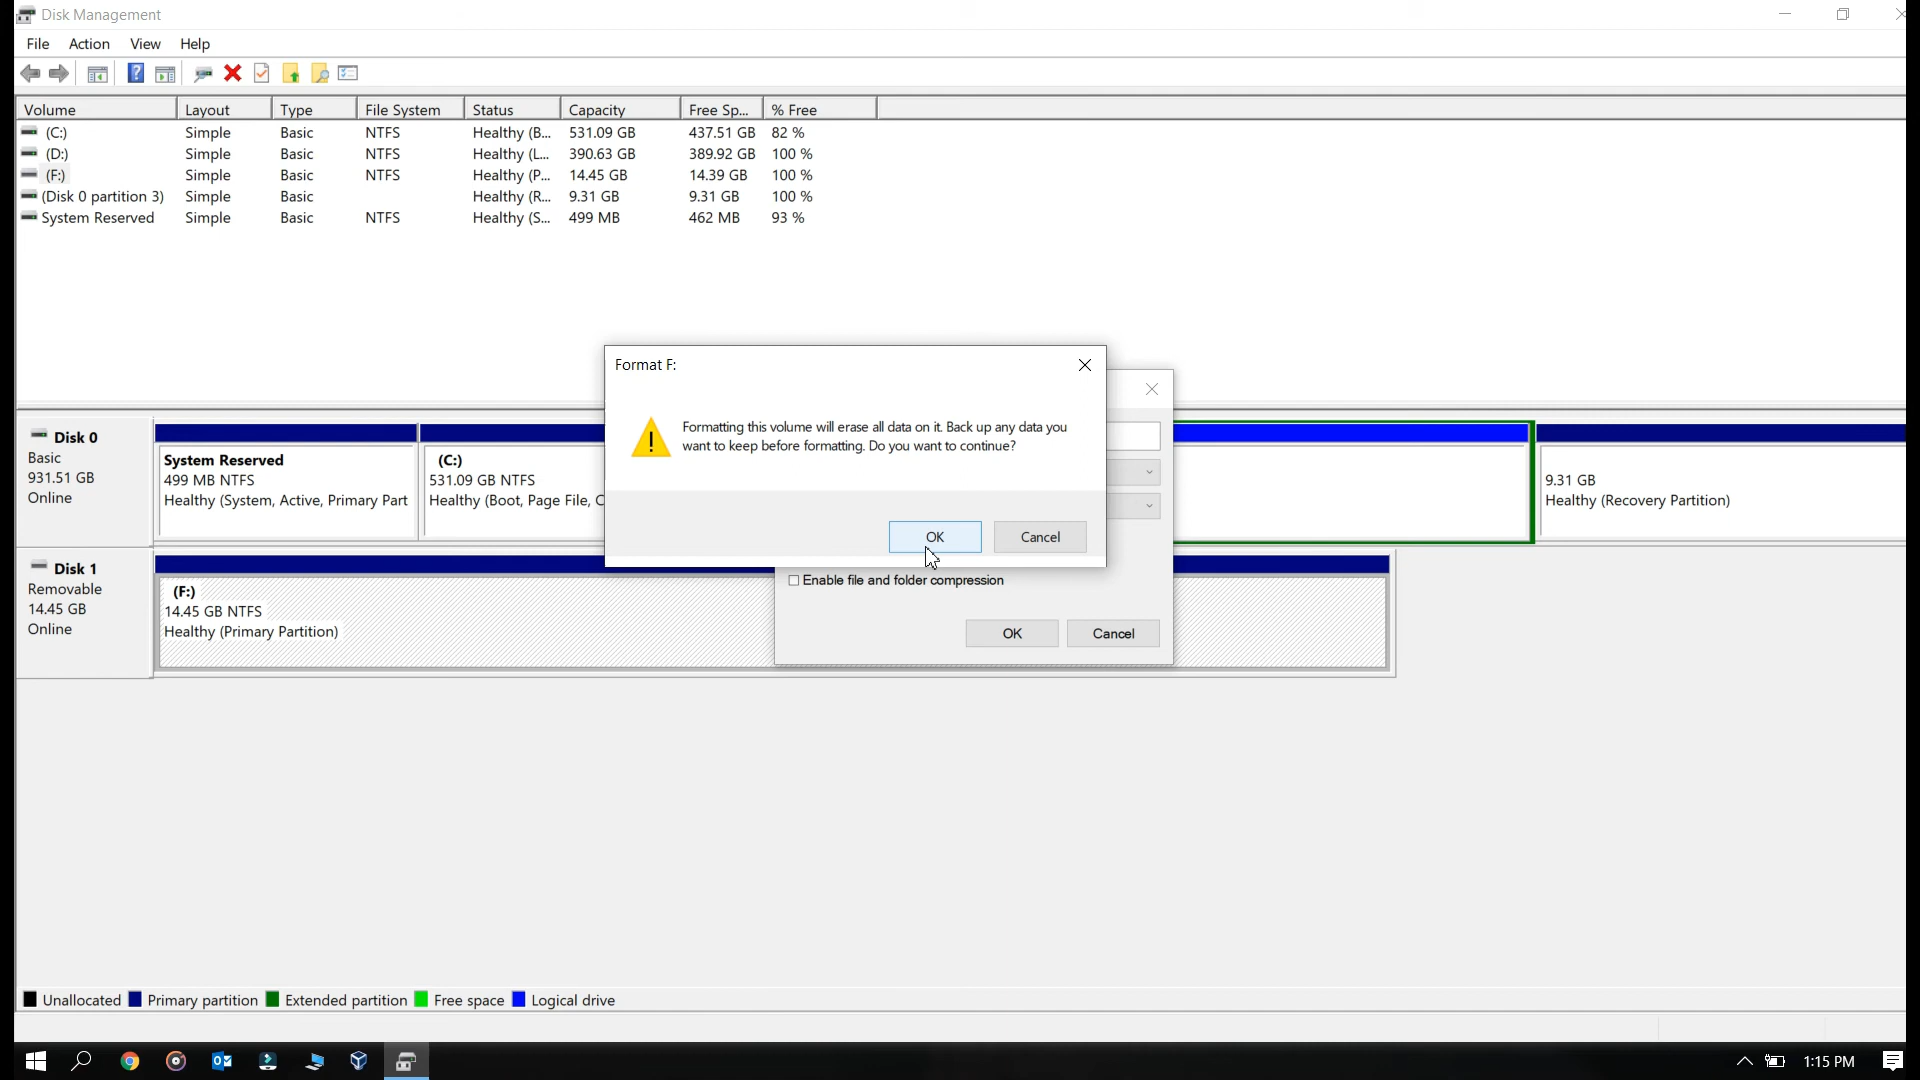 Disk Management
File Action View Help
Volume Layout Type File System Status Capacity Free Sp... % Free
(C:) Simple Basic NTFS Healthy (B... 531.09 GB 437.51 GB 82 %
(D:) Simple Basic NTFS Healthy (L... 390.63 GB 389.92 GB 100 %
(F:) Simple Basic NTFS Healthy (P... 14.45 GB 14.39 GB 100 %
(Disk 0 partition 3) Simple Basic Healthy (R... 9.31 GB 9.31 GB 100 %
System Reserved Simple Basic NTFS Healthy (S... 499 MB 462 MB 93 %
Format F:
Formatting this volume will erase all data on it. Back up any data you
want to keep before formatting. Do you want to continue?
OK Cancel
Disk 0
Basic
931.51 GB
Online
System Reserved
499 MB NTFS
Healthy (System, Active, Primary Part
(C:)
531.09 GB NTFS
Healthy (Boot, Page File, C
9.31 GB
Healthy (Recovery Partition)
Disk 1
Removable
14.45 GB
Online
(F:)
14.45 GB NTFS
Healthy (Primary Partition)
Enable file and folder compression
OK Cancel
Unallocated Primary partition Extended partition Free space Logical drive
1:15 PM